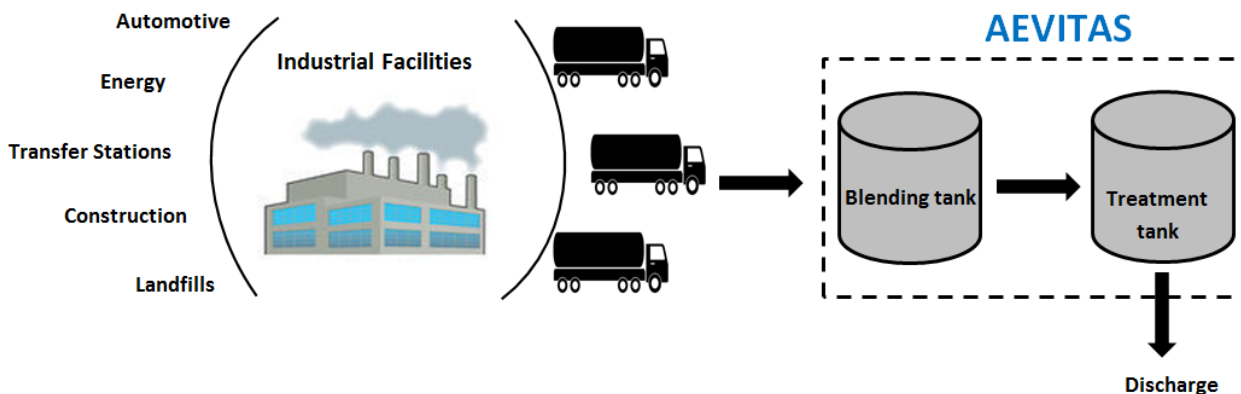 Automotive
Energy
Transfer Stations
Construction
Landfills
Industrial Facilities
AEVITAS
Blending tank
Treatment
tank
Discharge